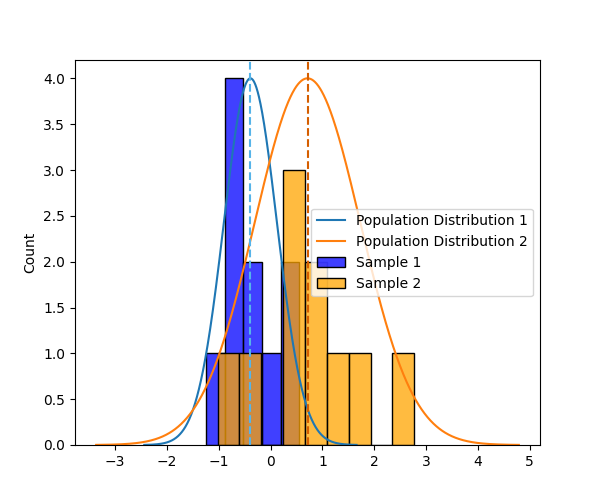 4.0
3.5
3.0
2.5
2.0
1.5
1.0
0.5
0.0
Count
Population Distribution 1
Population Distribution 2
Sample 1
Sample 2
−3 −2 −1 0 1 2 3 4 5